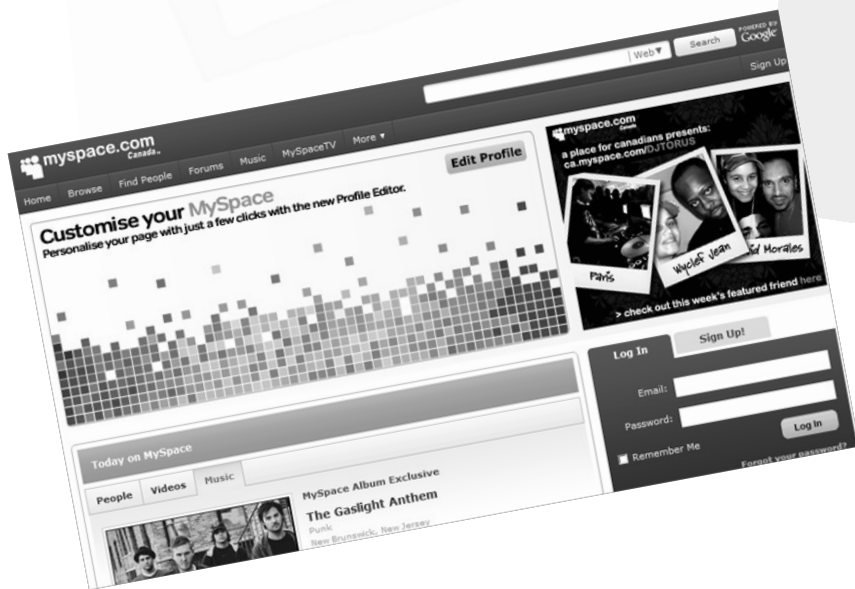 Web▼
Search
POWERED BY
Google
Sign Up
myspace.com
Canada
Home
Browse
Find People
Forums
Music
MySpaceTV
More ▾
Customise your MySpace
Personalise your page with just a few clicks with the new Profile Editor.
Edit Profile
myspace.com
Canada
a place for canadians presents:
ca.myspace.com/DJTORUS
Paris
Wyclef Jean
Morales
> check out this week's featured friend here
Log In
Sign Up!
Email:
Password:
Remember Me
Log In
Forgot your password?
Today on MySpace
People
Videos
Music
MySpace Album Exclusive
The Gaslight Anthem
Punk
New Brunswick, New Jersey